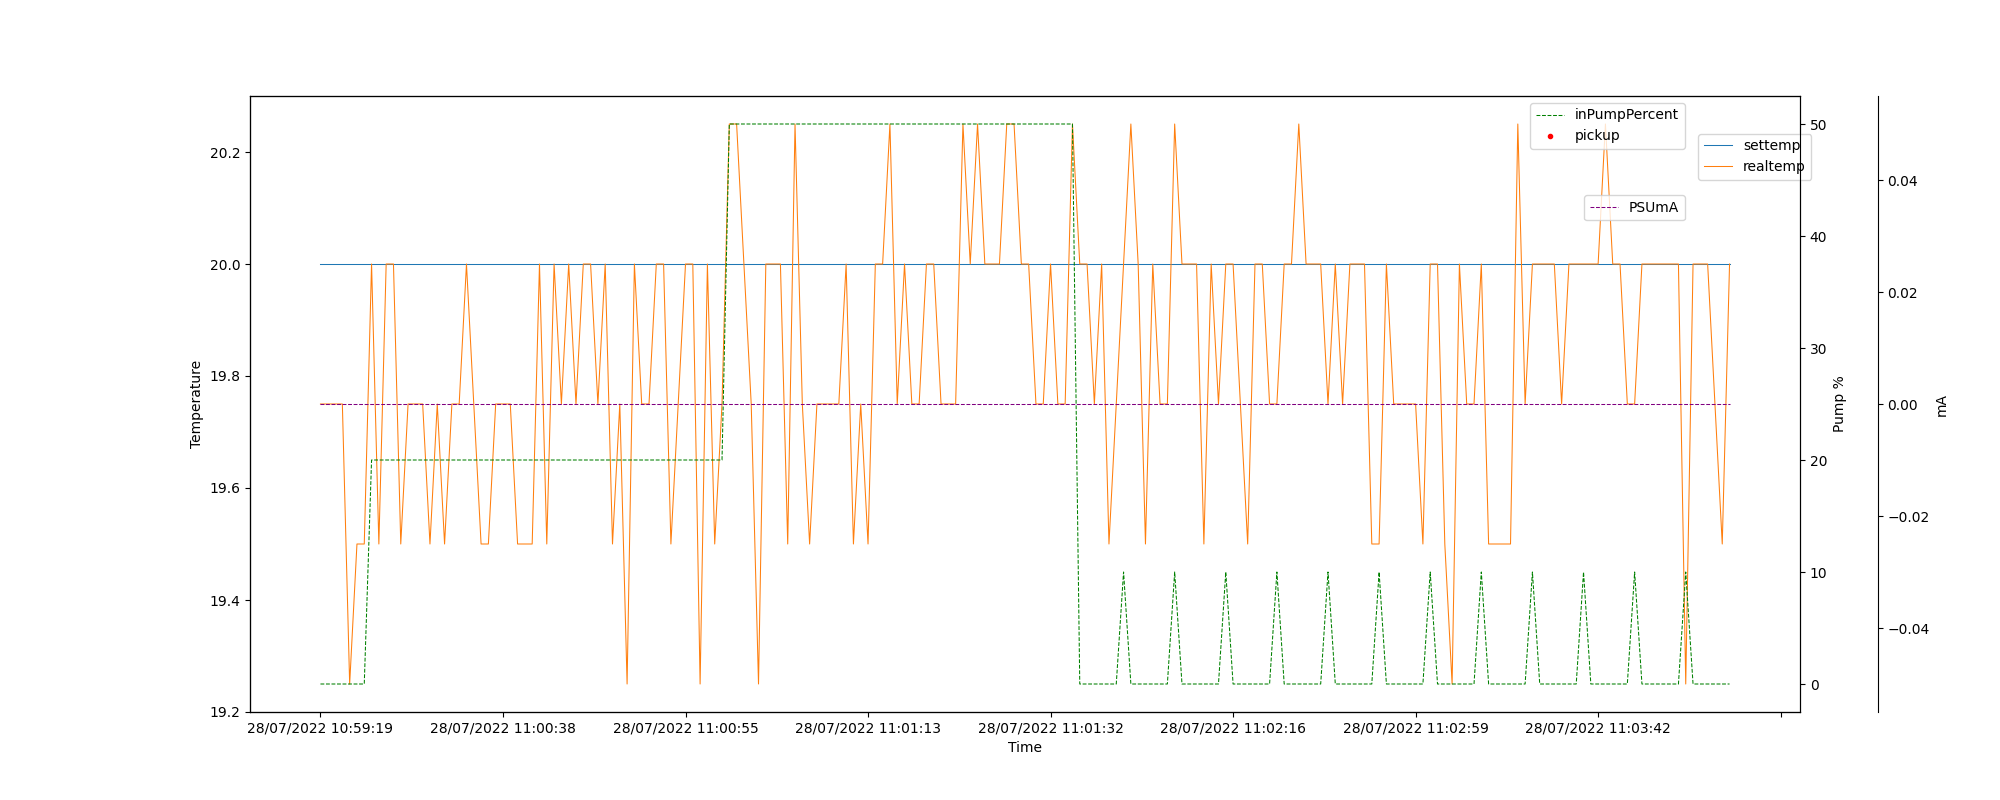 inPumpPercent
pickup
settemp
realtemp
PSUmA
20.2
20.0
19.8
19.6
19.4
19.2
Temperature
50
40
30
20
10
0
Pump %
0.04
0.02
0.00
−0.02
−0.04
mA
28/07/2022 10:59:19
28/07/2022 11:00:38
28/07/2022 11:00:55
28/07/2022 11:01:13
28/07/2022 11:01:32
28/07/2022 11:02:16
28/07/2022 11:02:59
28/07/2022 11:03:42
Time